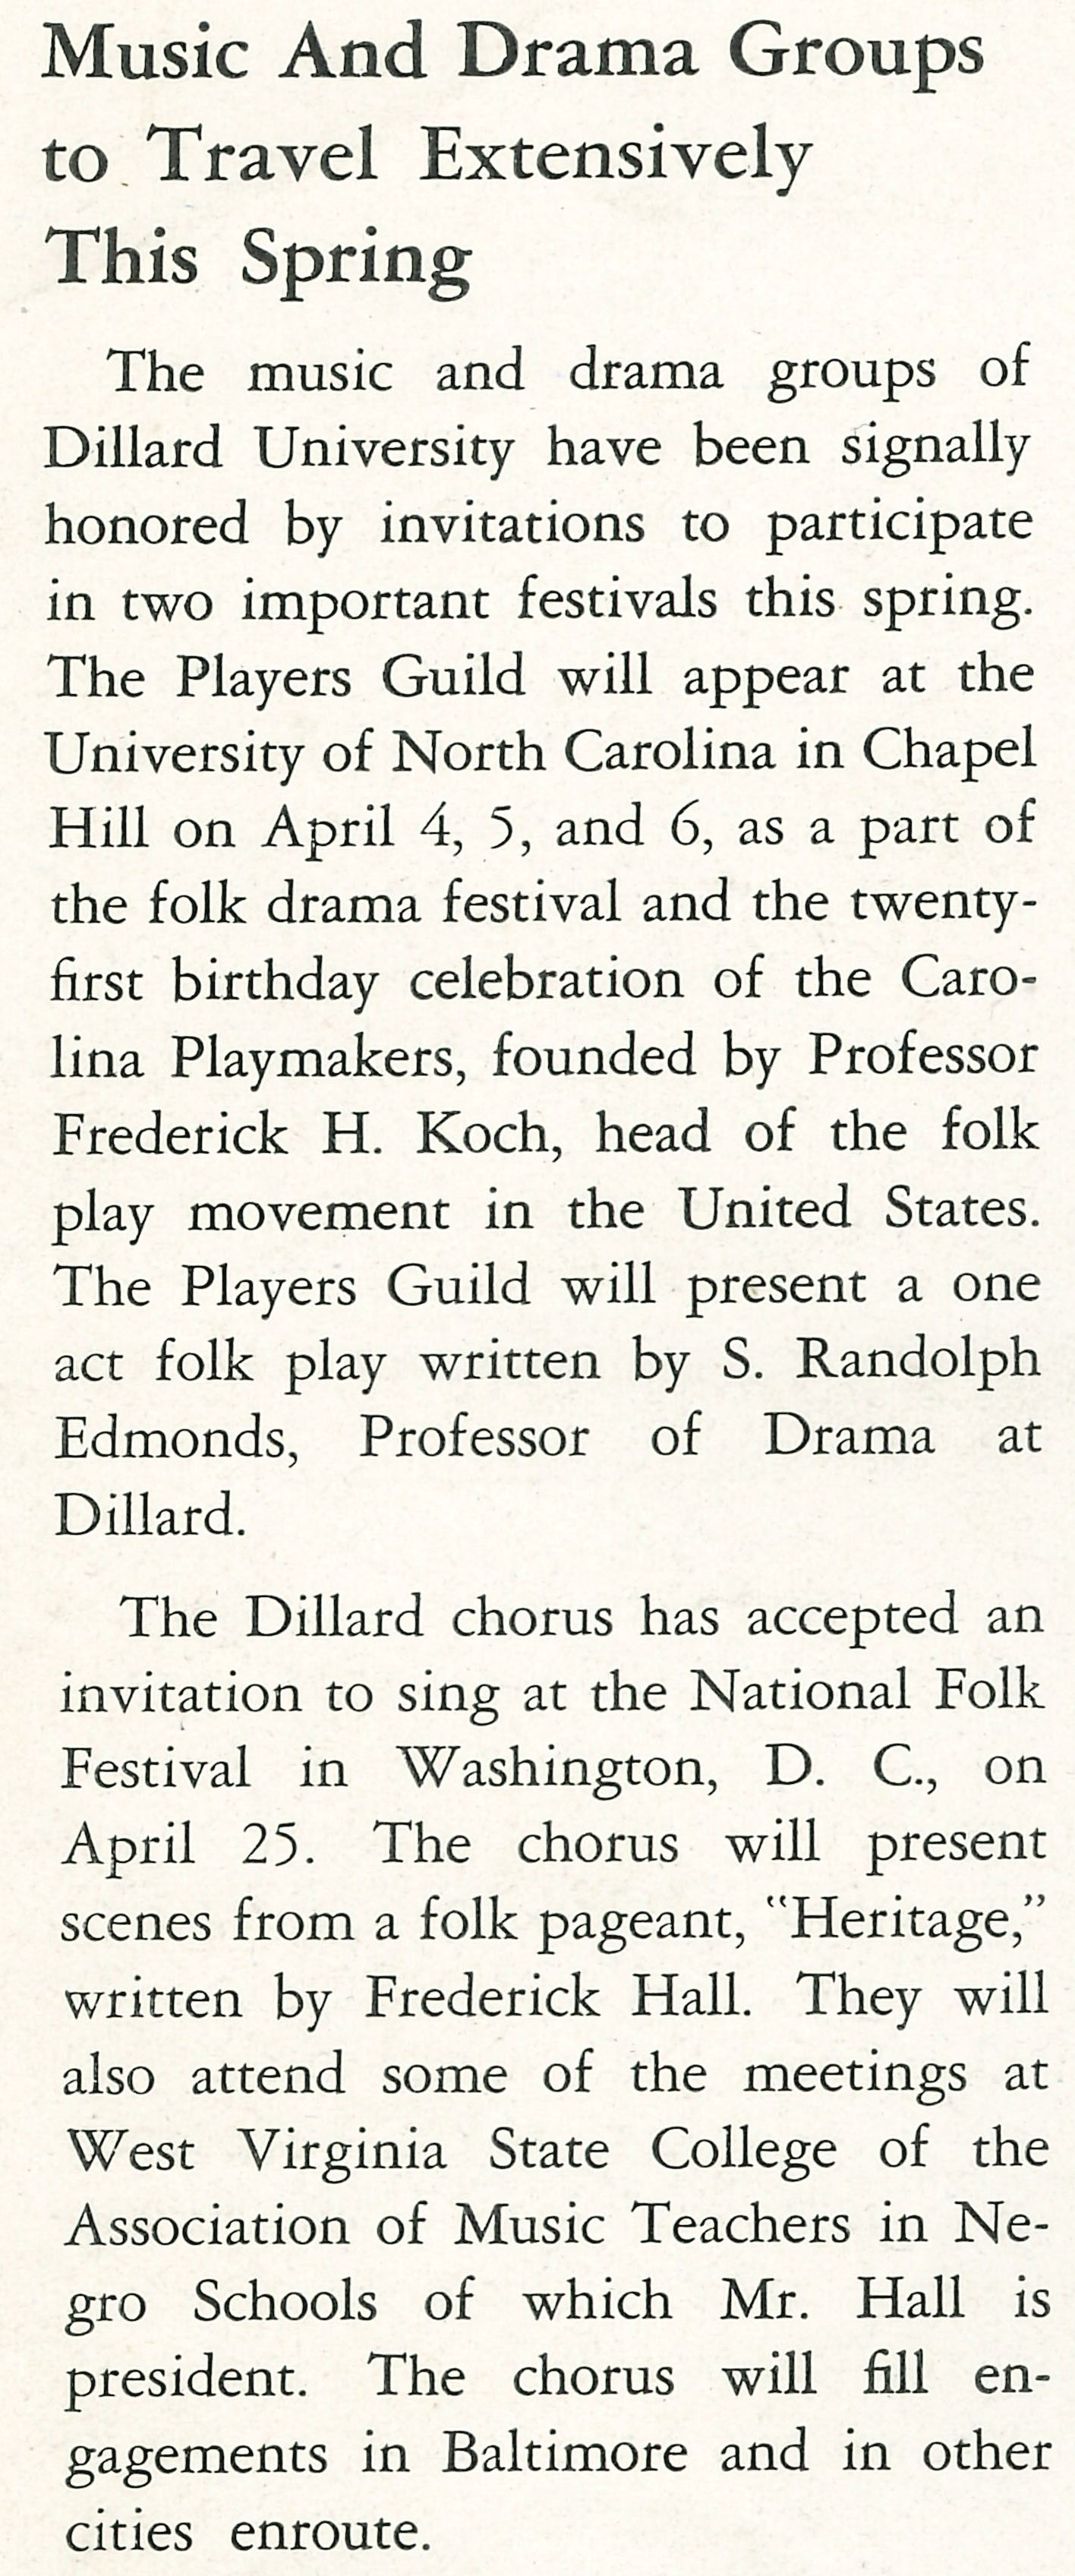 Music And Drama Groups
to Travel Extensively
This Spring
The music and drama groups of
Dillard University have been signally
honored by invitations to participate
in two important festivals this spring.
The Players Guild will appear at the
University of North Carolina in Chapel
Hill on April 4, 5, and 6, as a part of
the folk drama festival and the twenty-
first birthday celebration of the Caro-
lina Playmakers, founded by Professor
Frederick H. Koch, head of the folk
play movement in the United States.
The Players Guild will present a one
act folk play written by S. Randolph
Edmonds, Professor of Drama at
Dillard.
The Dillard chorus has accepted an
invitation to sing at the National Folk
Festival in Washington, D. C., on
April 25. The chorus will present
scenes from a folk pageant, "Heritage,"
written by Frederick Hall. They will
also attend some of the meetings at
West Virginia State College of the
Association of Music Teachers in Ne-
gro Schools of which Mr. Hall is
president. The chorus will fill en-
gagements in Baltimore and in other
cities enroute.